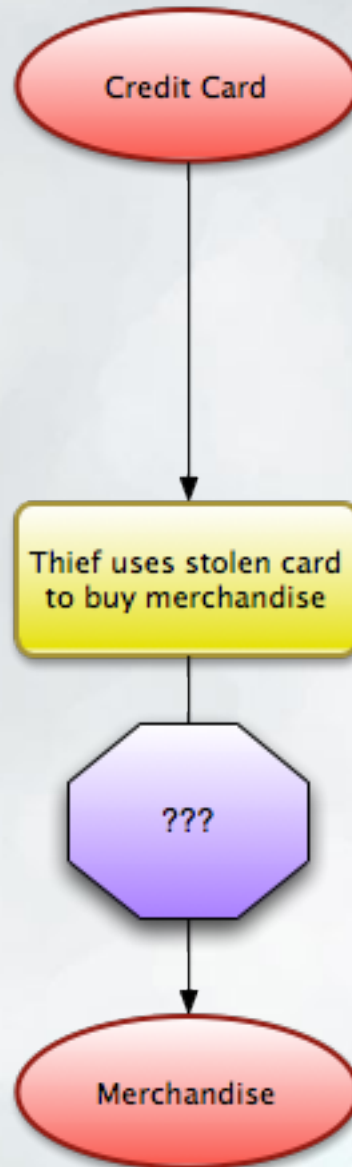 Credit Card
Thief uses stolen card
to buy merchandise
???
Merchandise